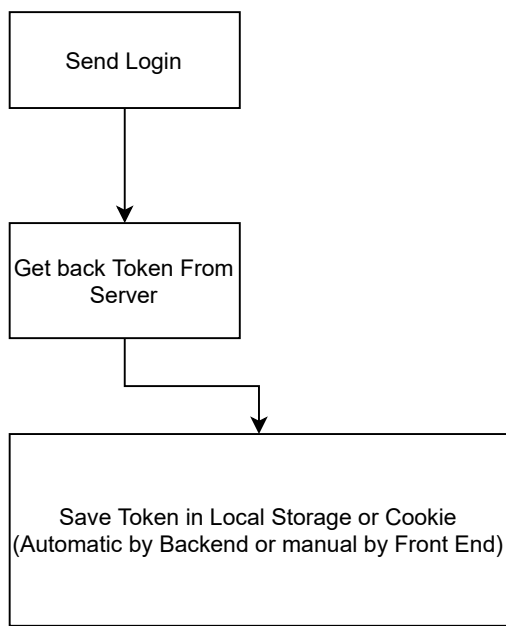 Send Login
Get back Token From
Server
Save Token in Local Storage or Cookie
(Automatic by Backend or manual by Front End)